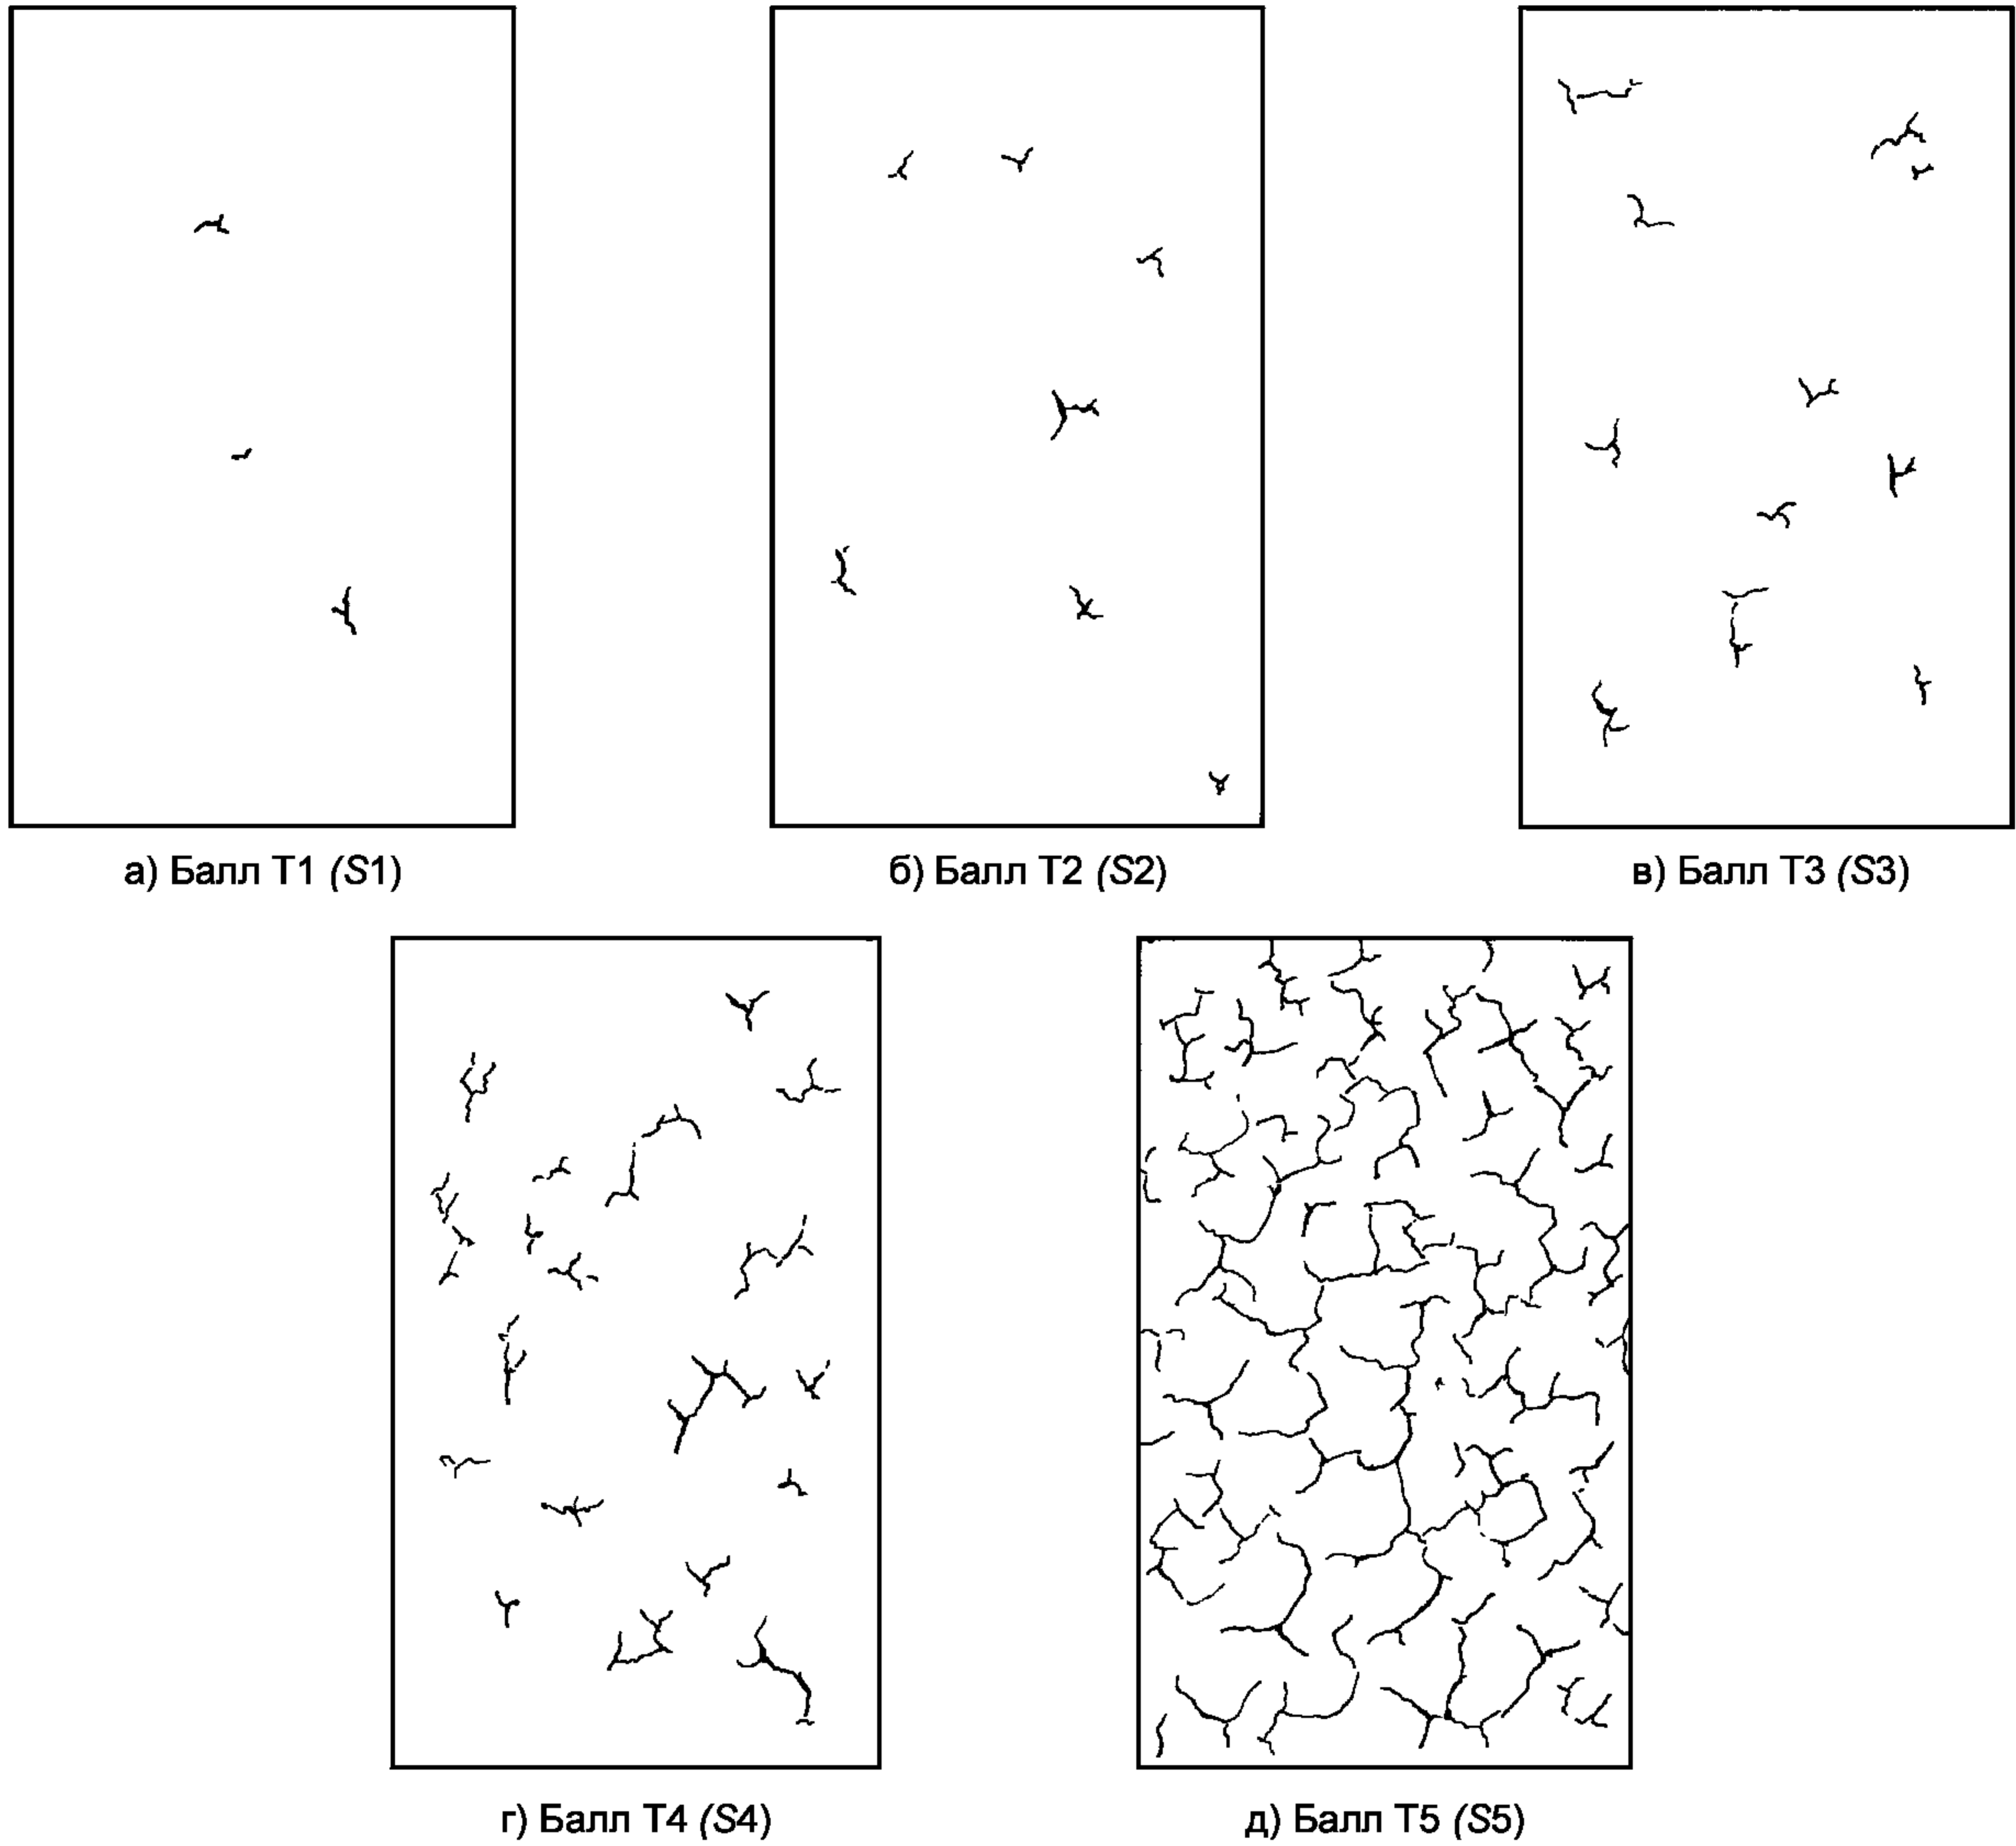 а) Балл Т1 (S1)
б) Балл Т2 (S2)
в) Балл Т3 (S3)
г) Балл Т4 (S4)
д) Балл Т5 (S5)